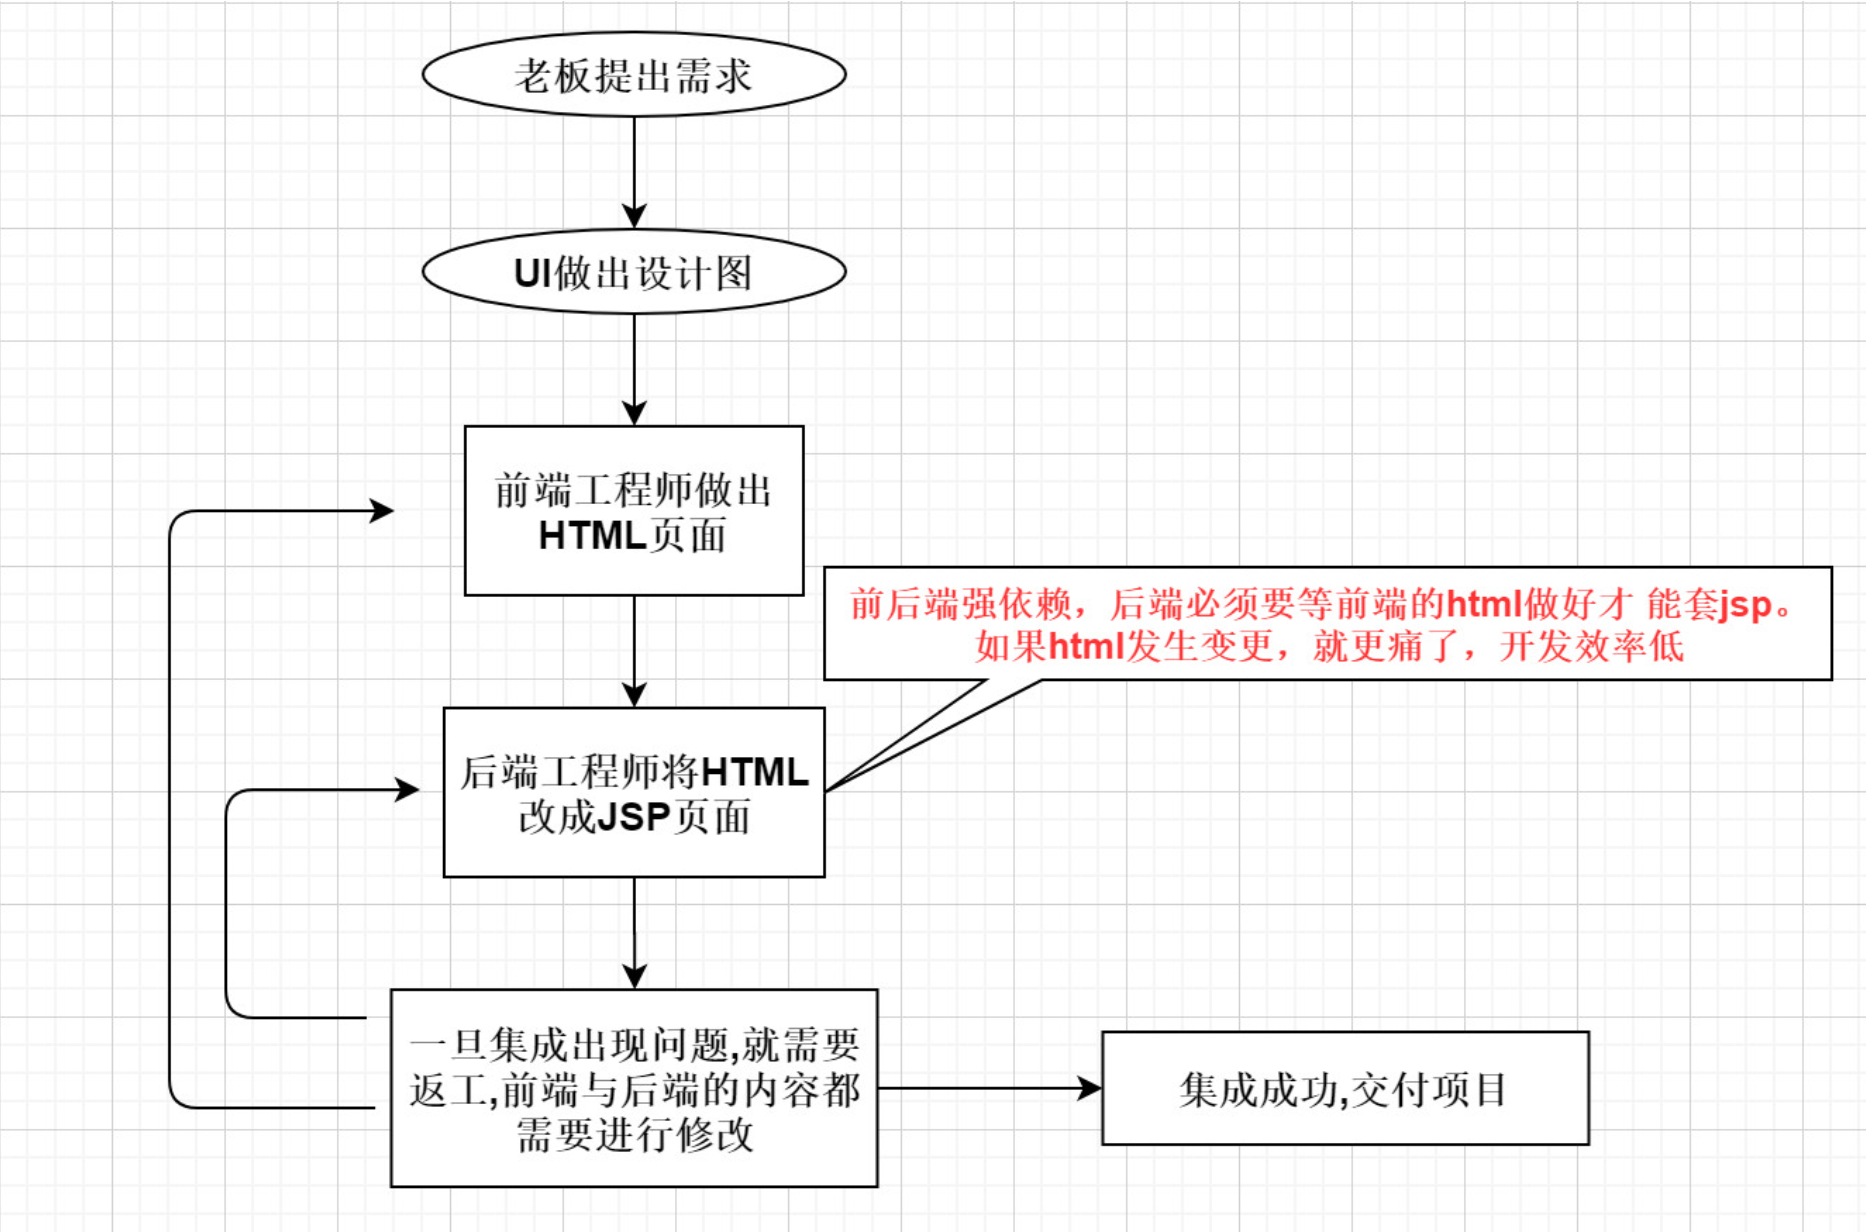 老板提出需求
UI做出设计图
前端工程师做出
HTML页面
前后端强依赖，后端必须要等前端的html做好才 能套jsp。
如果html发生变更，就更痛了，开发效率低
后端工程师将HTML
改成JSP页面
一旦集成出现问题,就需要
返工,前端与后端的内容都
需要进行修改
集成成功,交付项目